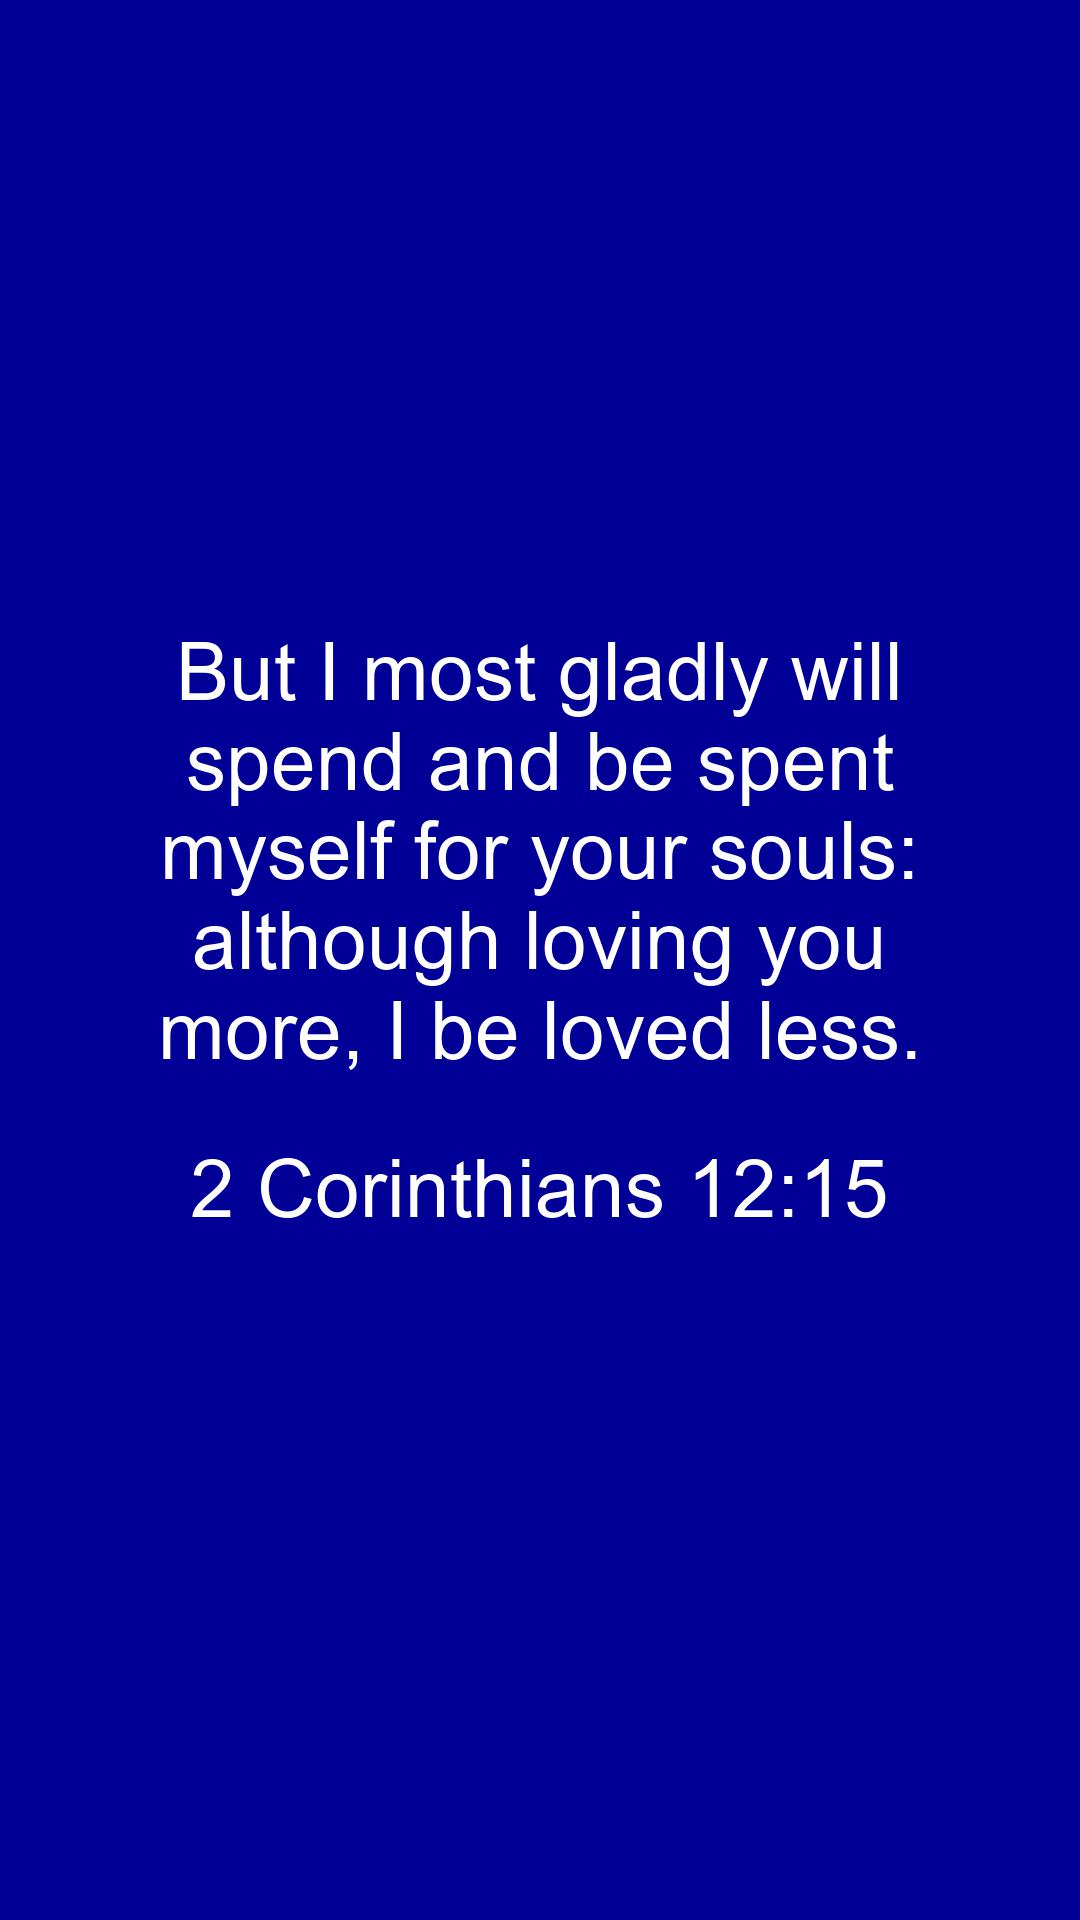 But I most gladly will
spend and be spent
myself for your souls:
although loving you
more, I be loved less.
2 Corinthians 12:15